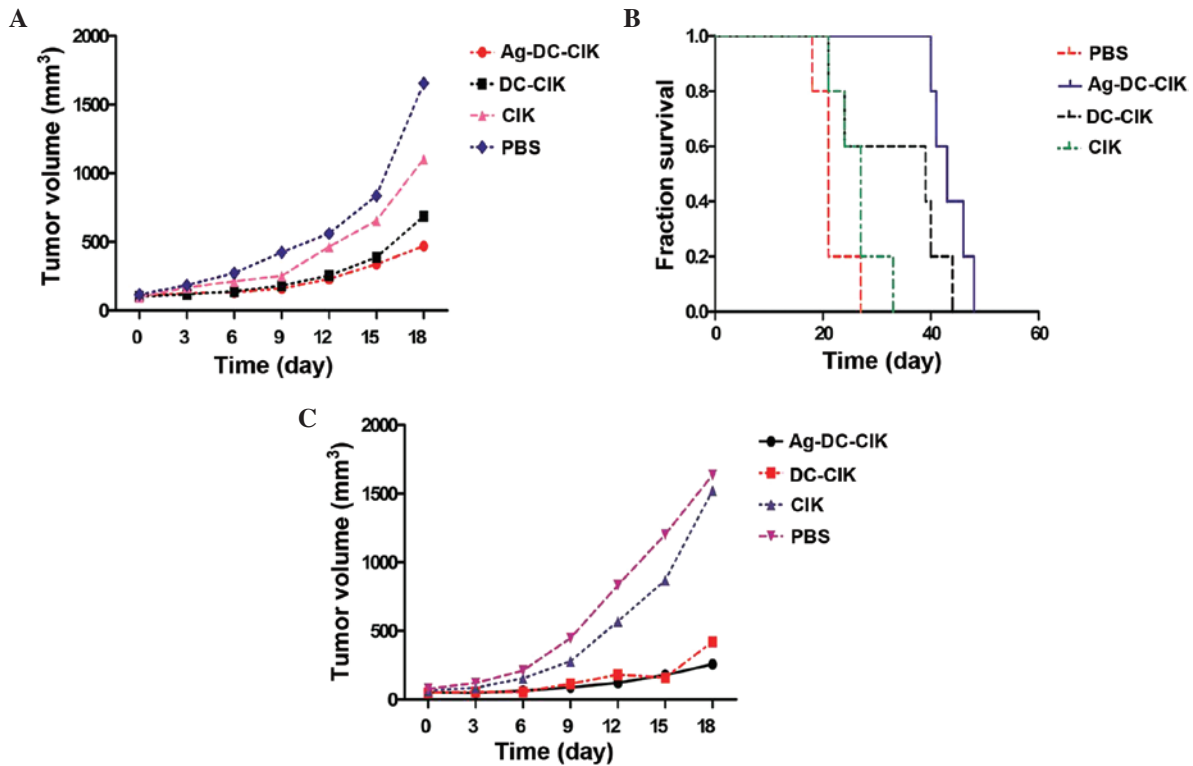 A
Tumor volume (mm³)
2000
1500
1000
500
0
0 3 6 9 12 15 18
Time (day)
Ag-DC-CIK
DC-CIK
CIK
PBS
B
Fraction survival
1.0
0.8
0.6
0.4
0.2
0.0
0 20 40 60
Time (day)
PBS
Ag-DC-CIK
DC-CIK
CIK
C
Tumor volume (mm³)
2000
1500
1000
500
0
0 3 6 9 12 15 18
Time (day)
Ag-DC-CIK
DC-CIK
CIK
PBS